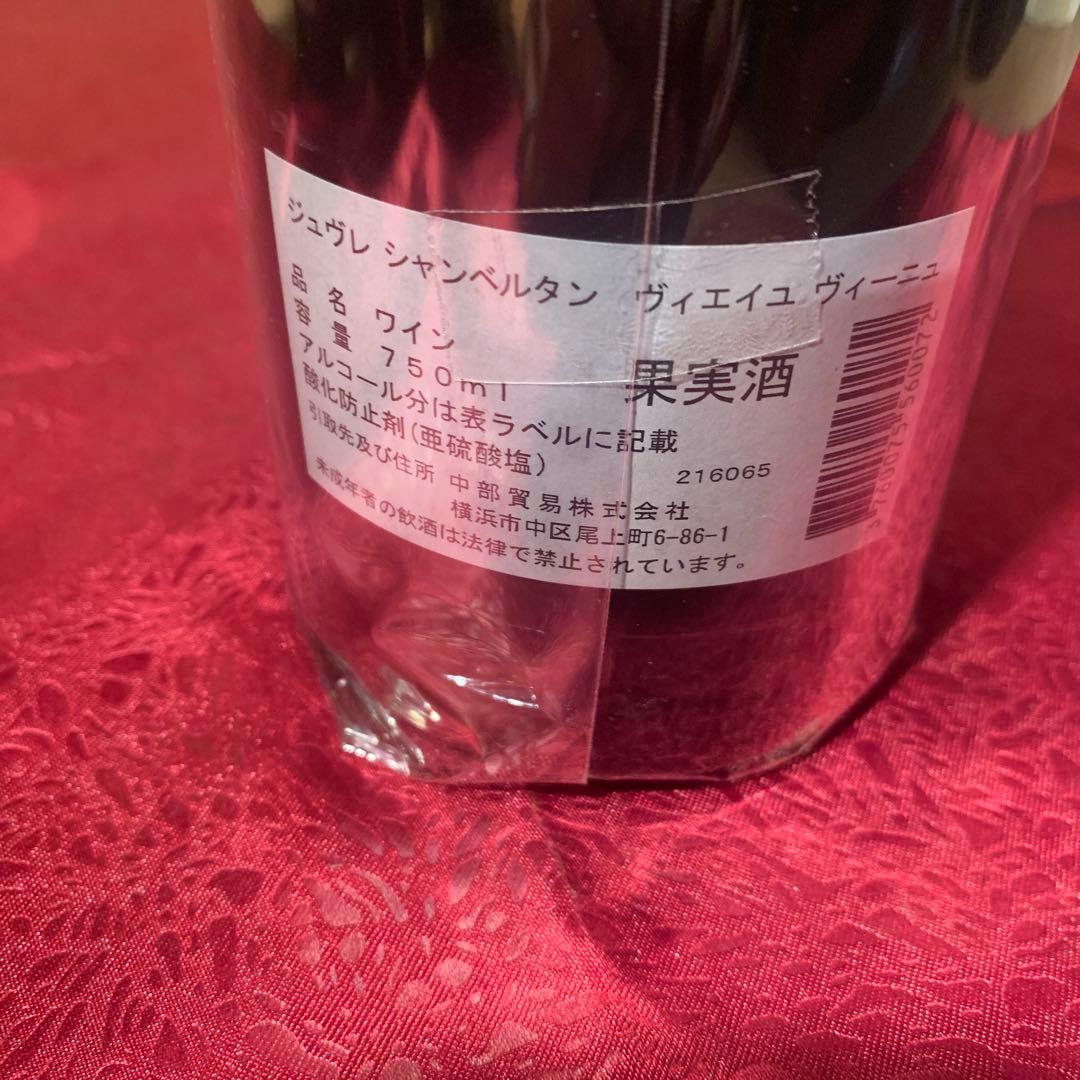 ジュヴレ シャンベルタン ヴィエイユ ヴィーニュ
品 名 ワイン
容 量 750ml
果実酒
アルコール分は表ラベルに記載
酸化防止剤(亜硫酸塩)
216065
引取先及び住所 中部貿易株式会社
横浜市中区尾上町6-86-1
未成年者の飲酒は法律で禁止されています。